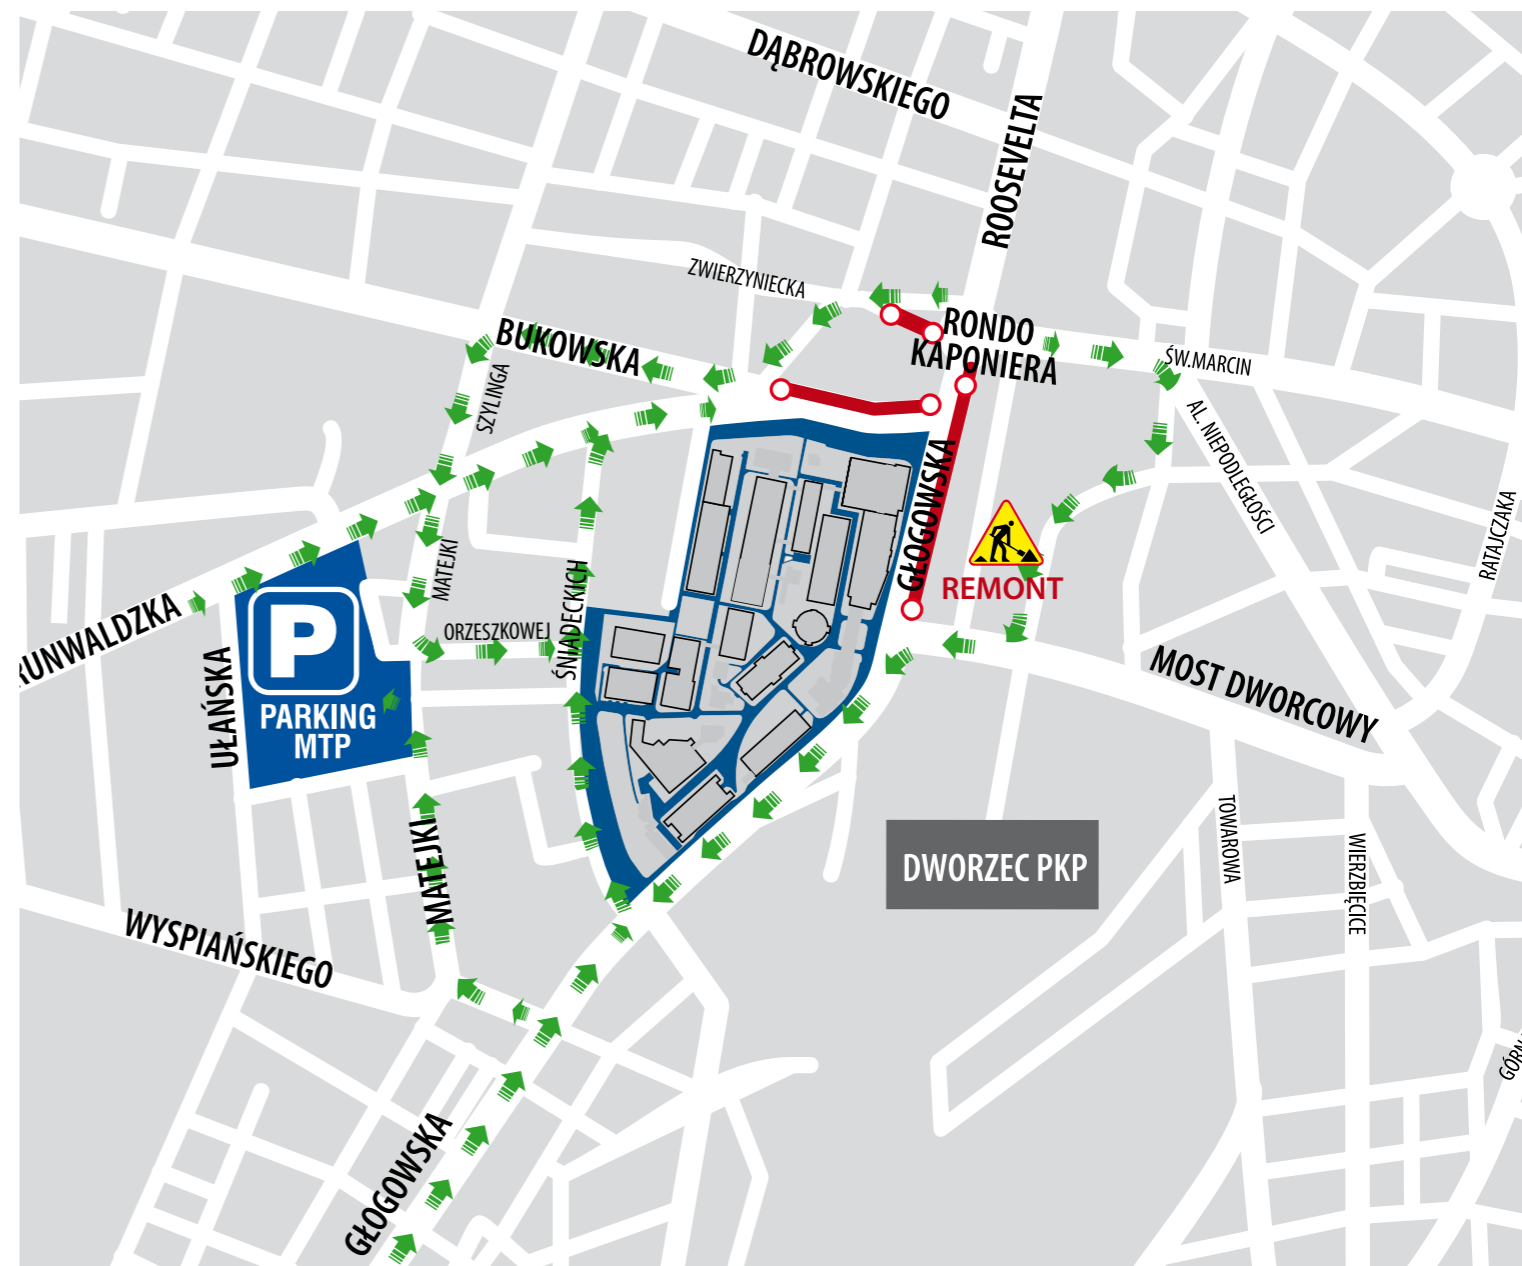 DĄBROWSKIEGO
ROOSEVELTA
ZWIERZYNIECKA
RONDO
KAPONIERA
BUKOWSKA
ŚW.MARCIN
SZYLINGA
AL. NIEPODLEGŁOŚCI
GŁOGOWSKA
RATAJCZAKA
MATEJKI
REMONT
RUNWALDZKA
ORZESZKOWEJ
ŚNIADECKICH
UŁAŃSKA
P
PARKING
MTP
MOST DWORCOWY
TOWAROWA
WIERZBIĘCICE
DWORZEC PKP
MATEJKI
WYSPIAŃSKIEGO
GŁOGOWSKA